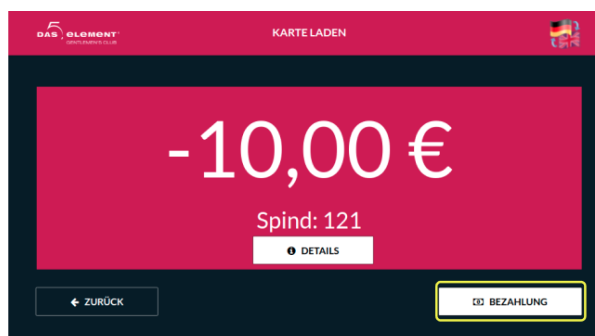 DAS 5. eLement
GENTLEMEN'S CLUB
KARTE LADEN
-10,00 €
Spind: 121
DETAILS
ZURÜCK
BEZAHLUNG